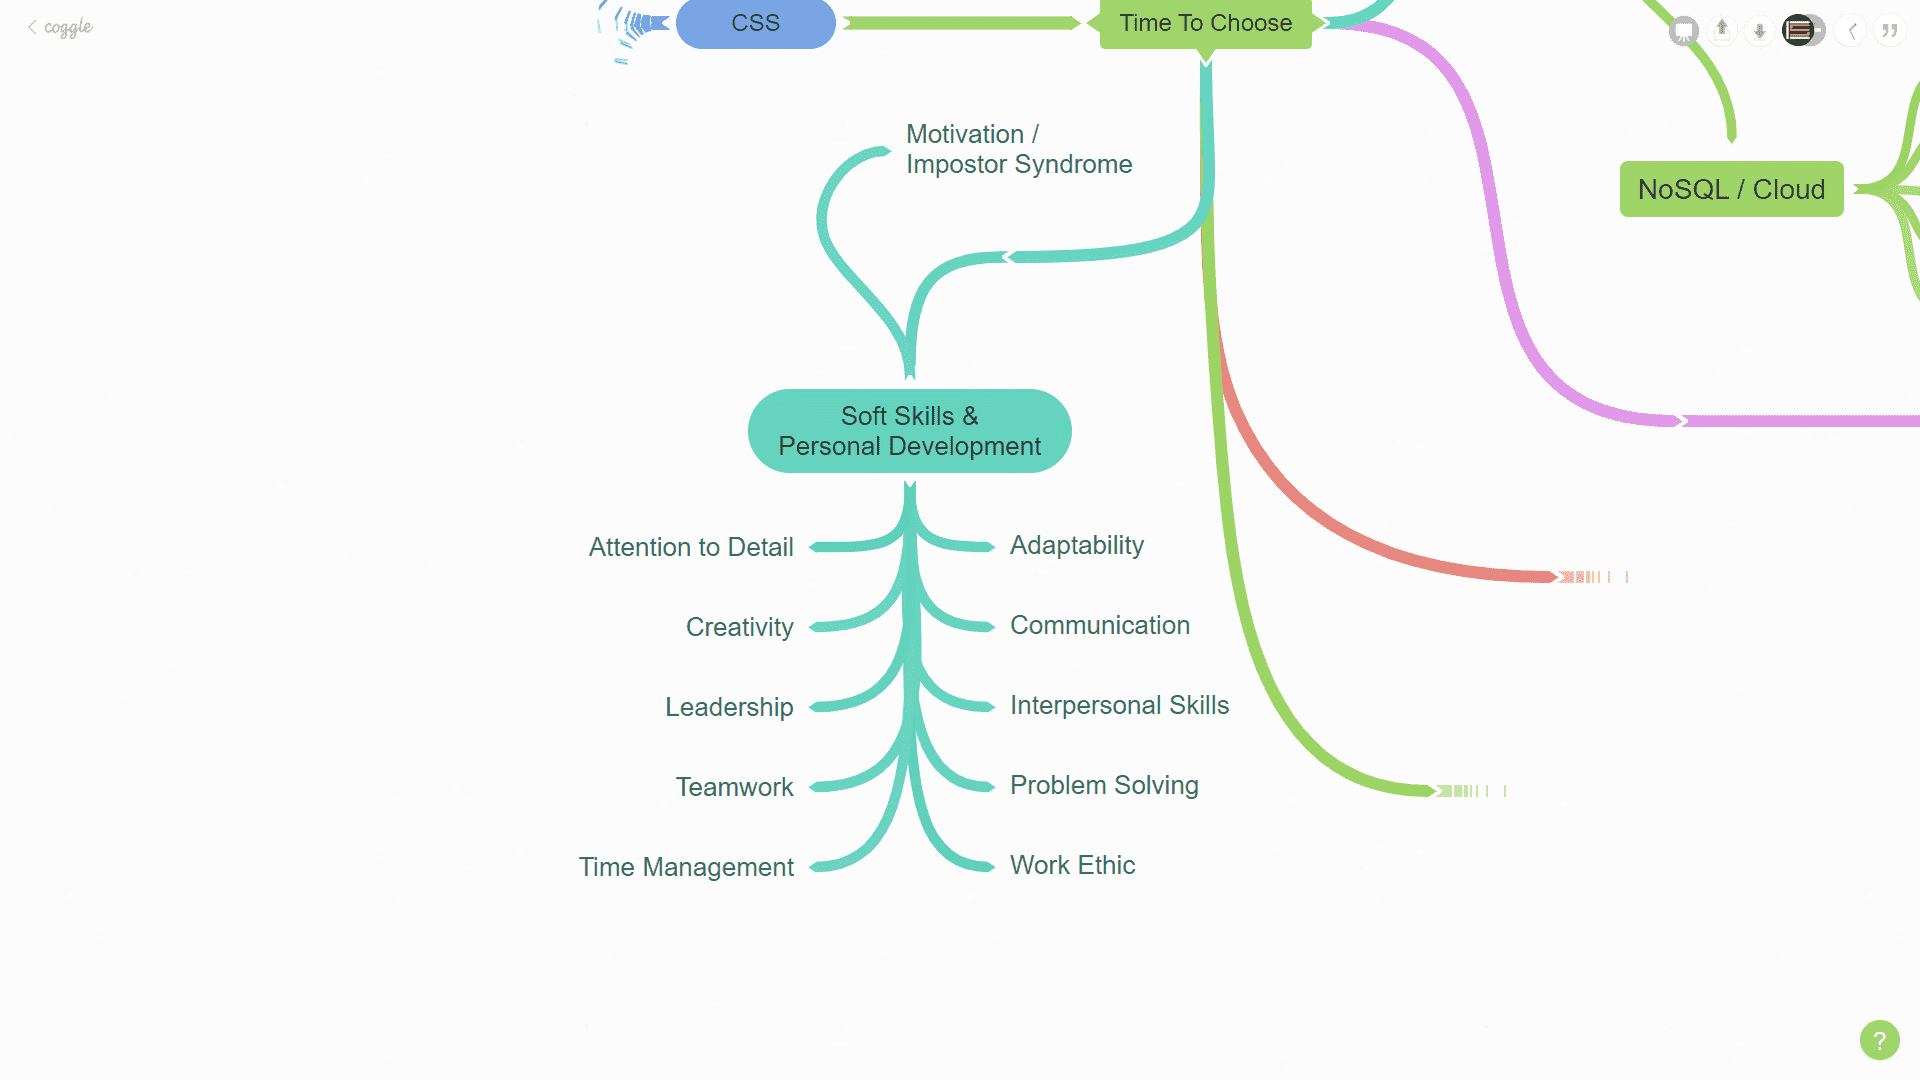 coggle
CSS
Time To Choose
Motivation /
Impostor Syndrome
NoSQL / Cloud
Soft Skills &
Personal Development
Attention to Detail
Adaptability
Creativity
Communication
Leadership
Interpersonal Skills
Teamwork
Problem Solving
Time Management
Work Ethic
?